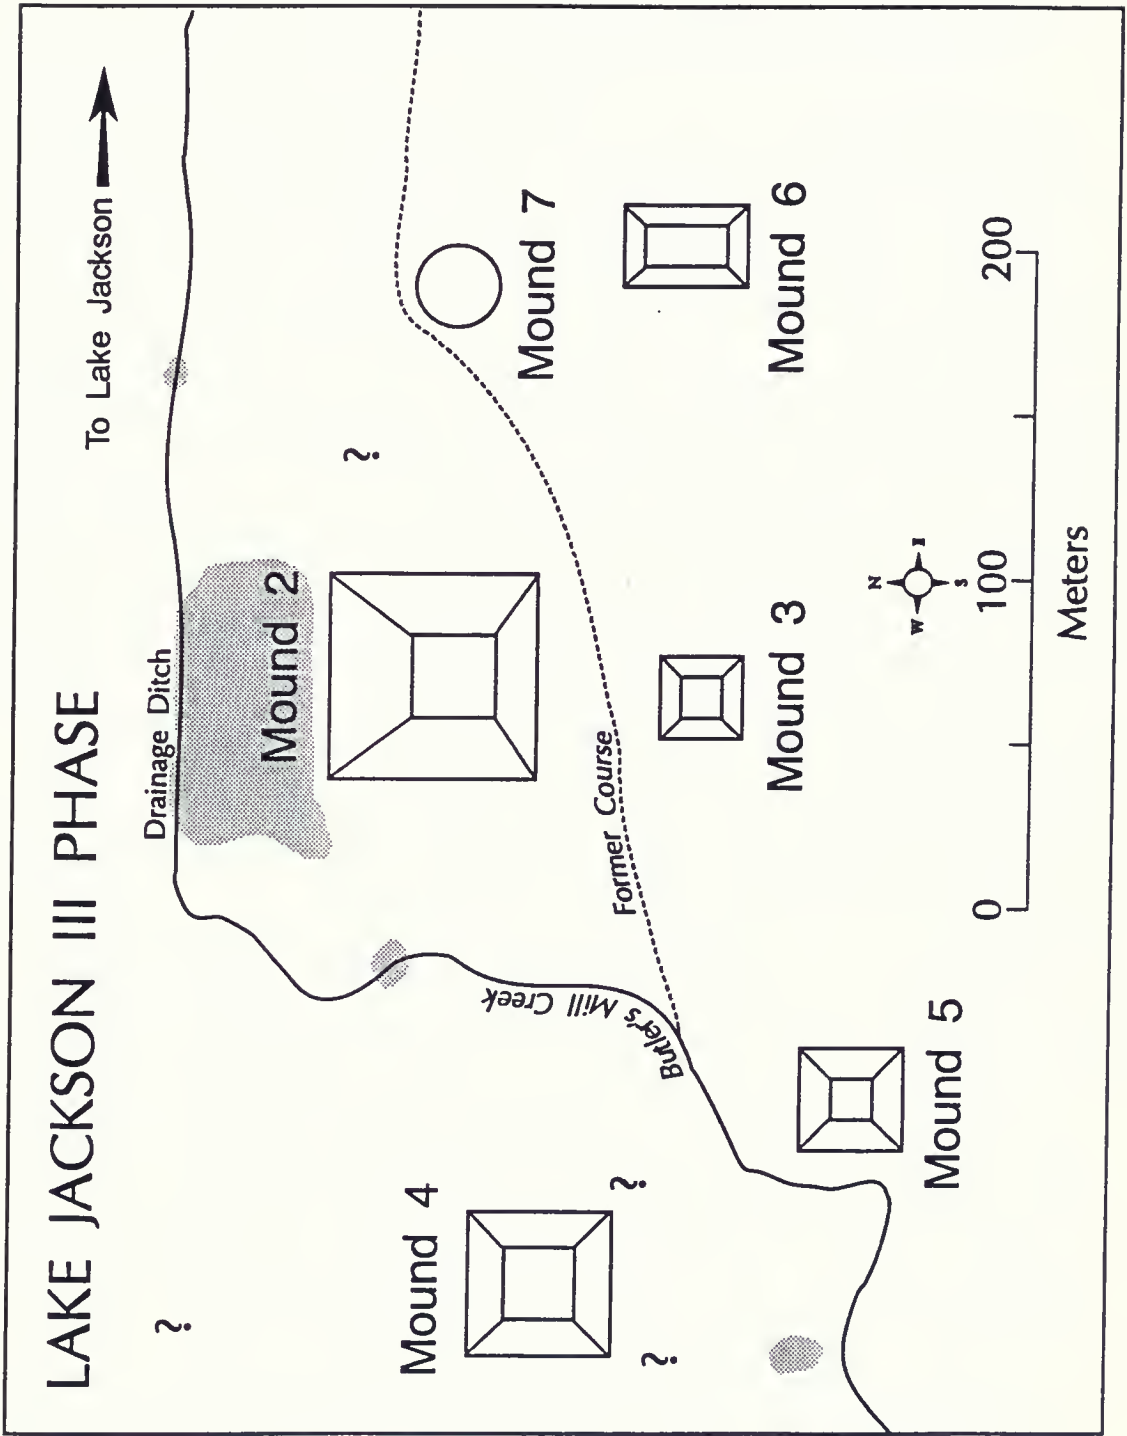 LAKE JACKSON III PHASE
To Lake Jackson
Drainage Ditch
Mound 2
?
Mound 4
?
?
?
Butler's Mill Creek
Former Course
Mound 7
Mound 6
Mound 3
Mound 5
N
W
E
S
0
100
200
Meters